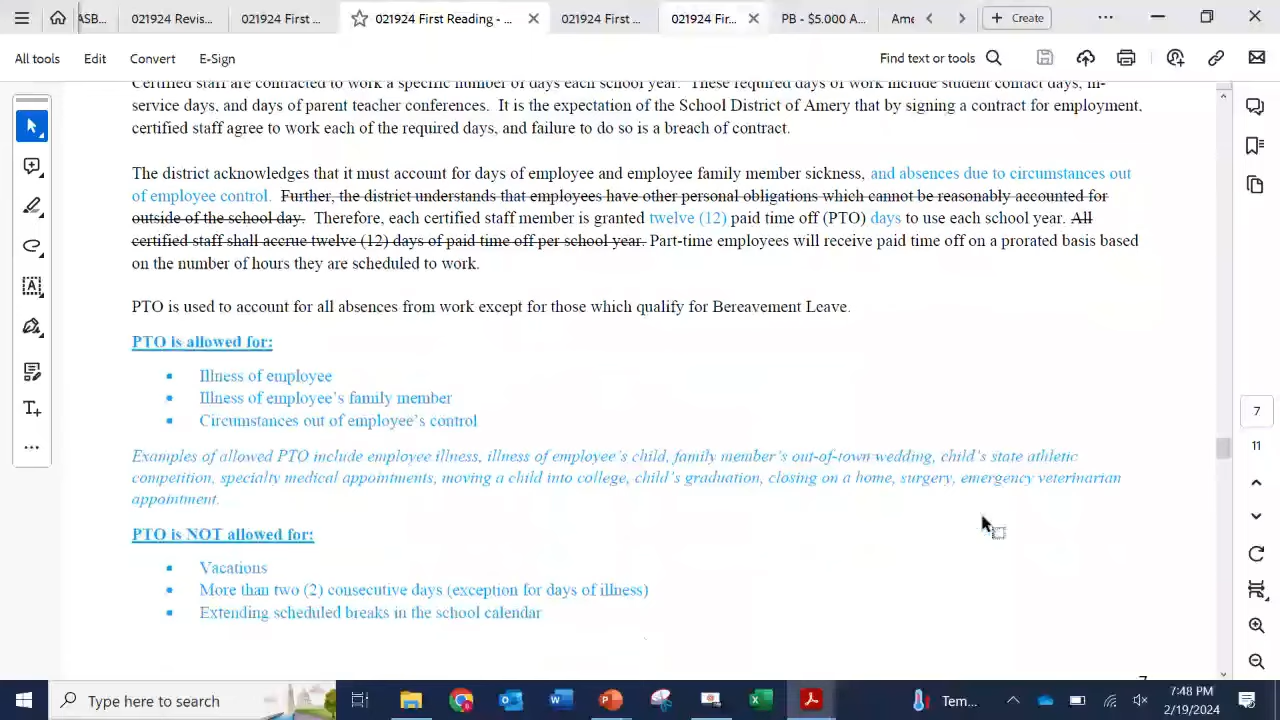 ASB...
021924 Revis...
021924 First ...
021924 First Reading - ...
021924 First ...
021924 Fir...
PB - $5.000 A...
Ame
Create
All tools
Edit
Convert
E-Sign
Find text or tools
Certified staff are contracted to work a specific number of days each school year. These required days of work include student contact days, in-
service days, and days of parent teacher conferences. It is the expectation of the School District of Amery that by signing a contract for employment,
certified staff agree to work each of the required days, and failure to do so is a breach of contract.
The district acknowledges that it must account for days of employee and employee family member sickness, and absences due to circumstances out
of employee control. Further, the district understands that employees have other personal obligations which cannot be reasonably accounted for
outside of the school day. Therefore, each certified staff member is granted twelve (12) paid time off (PTO) days to use each school year. All
certified staff shall accrue twelve (12) days of paid time off per school year. Part-time employees will receive paid time off on a prorated basis based
on the number of hours they are scheduled to work.
PTO is used to account for all absences from work except for those which qualify for Bereavement Leave.
PTO is allowed for:
Illness of employee
Illness of employee's family member
Circumstances out of employee's control
Examples of allowed PTO include employee illness, illness of employee's child, family member's out-of-town wedding, child's state athletic
competition, specialty medical appointments, moving a child into college, child's graduation, closing on a home, surgery, emergency veterinarian
appointment.
PTO is NOT allowed for:
Vacations
More than two (2) consecutive days (exception for days of illness)
Extending scheduled breaks in the school calendar
7
11
Type here to search
Tem...
7:48 PM
2/19/2024